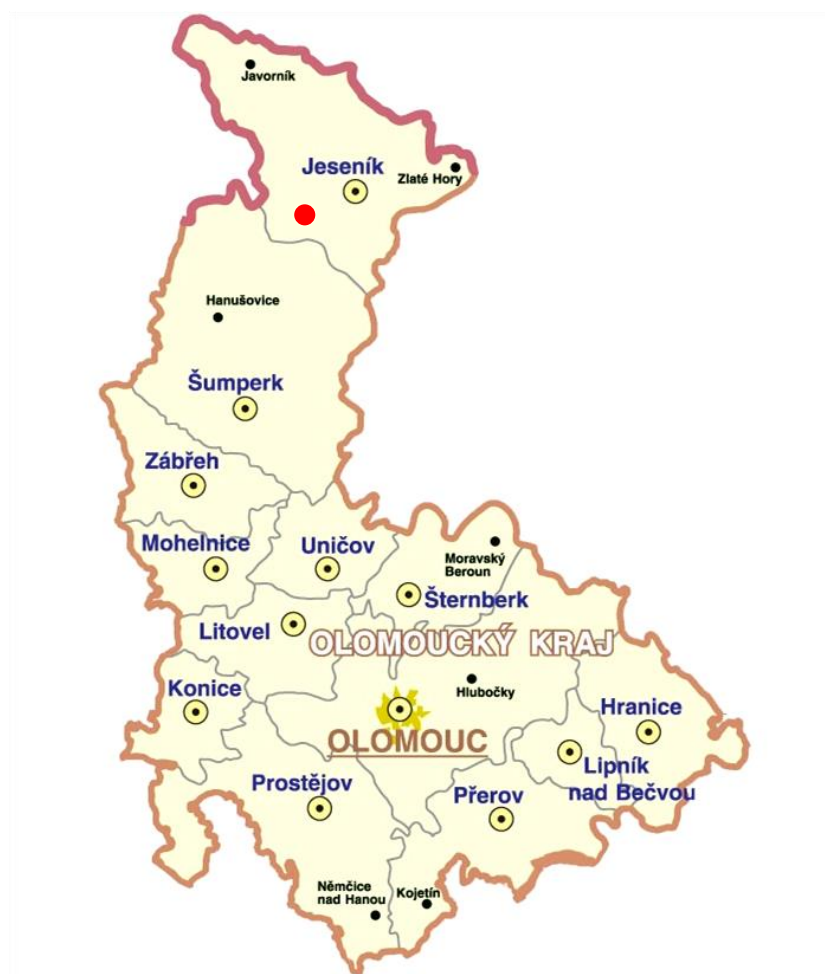 Javorník
Jeseník
Zlaté Hory
Hanušovice
Šumperk
Zábřeh
Mohelnice
Uničov
Moravský
Beroun
Šternberk
Litovel
OLOMOUCKÝ KRAJ
Konice
Hlubočky
Hranice
OLOMOUC
Lipník
nad Bečvou
Prostějov
Přerov
Němčice
nad Hanou
Kojetín